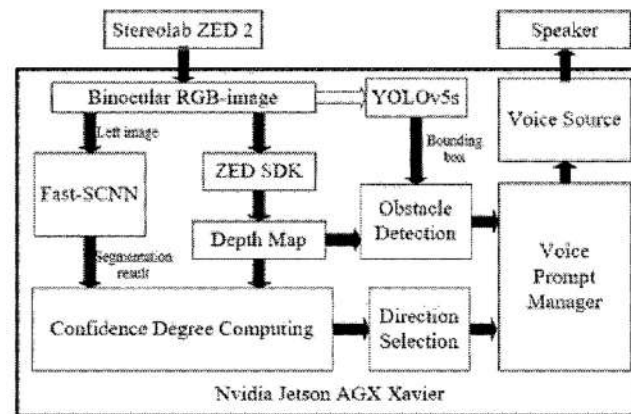 Stereolab ZED 2
Speaker
Binocular RGB-image
YOLOv5s
Voice Source
Left image
Bounding
box
ZED SDK
Fast-SCNN
Obstacle
Detection
Depth Map
Segmentation
result
Voice
Prompt
Manager
Confidence Degree Computing
Direction
Selection
Nvidia Jetson AGX Xavier